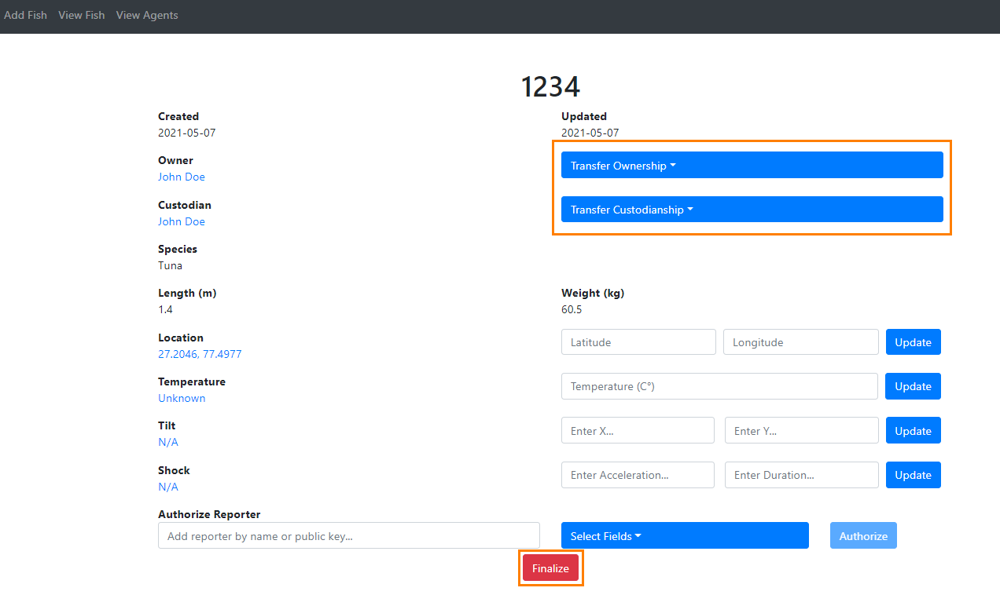 Add Fish View Fish View Agents
1234
Created
2021-05-07
Updated
2021-05-07
Owner
John Doe
Transfer Ownership
Custodian
John Doe
Transfer Custodianship
Species
Tuna
Length (m)
1.4
Weight (kg)
60.5
Location
27.2046, 77.4977
Latitude Longitude Update
Temperature
Unknown
Temperature (C°) Update
Tilt
N/A
Enter X... Enter Y... Update
Shock
N/A
Enter Acceleration... Enter Duration... Update
Authorize Reporter
Add reporter by name or public key... Select Fields Authorize
Finalize